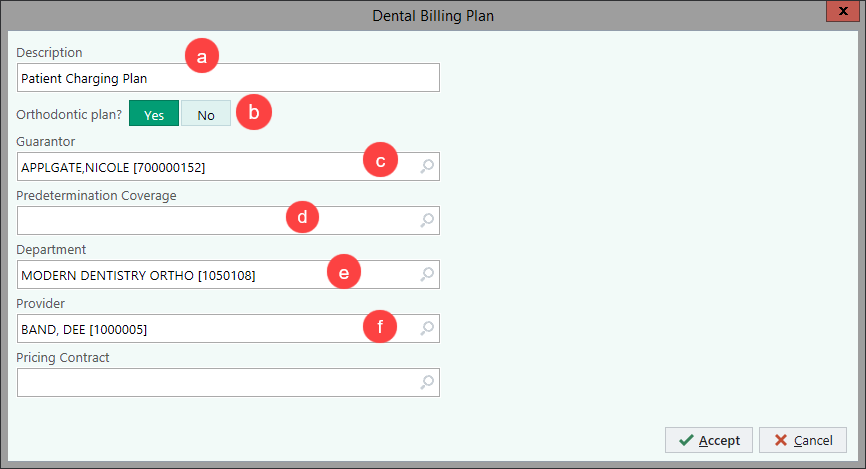 Dental Billing Plan
x
Description
a
Patient Charging Plan
Orthodontic plan? Yes No b
Guarantor
APPLGATE,NICOLE [700000152] c
Predetermination Coverage
d
Department
MODERN DENTISTRY ORTHO [1050108] e
Provider
BAND, DEE [1000005] f
Pricing Contract
Accept Cancel